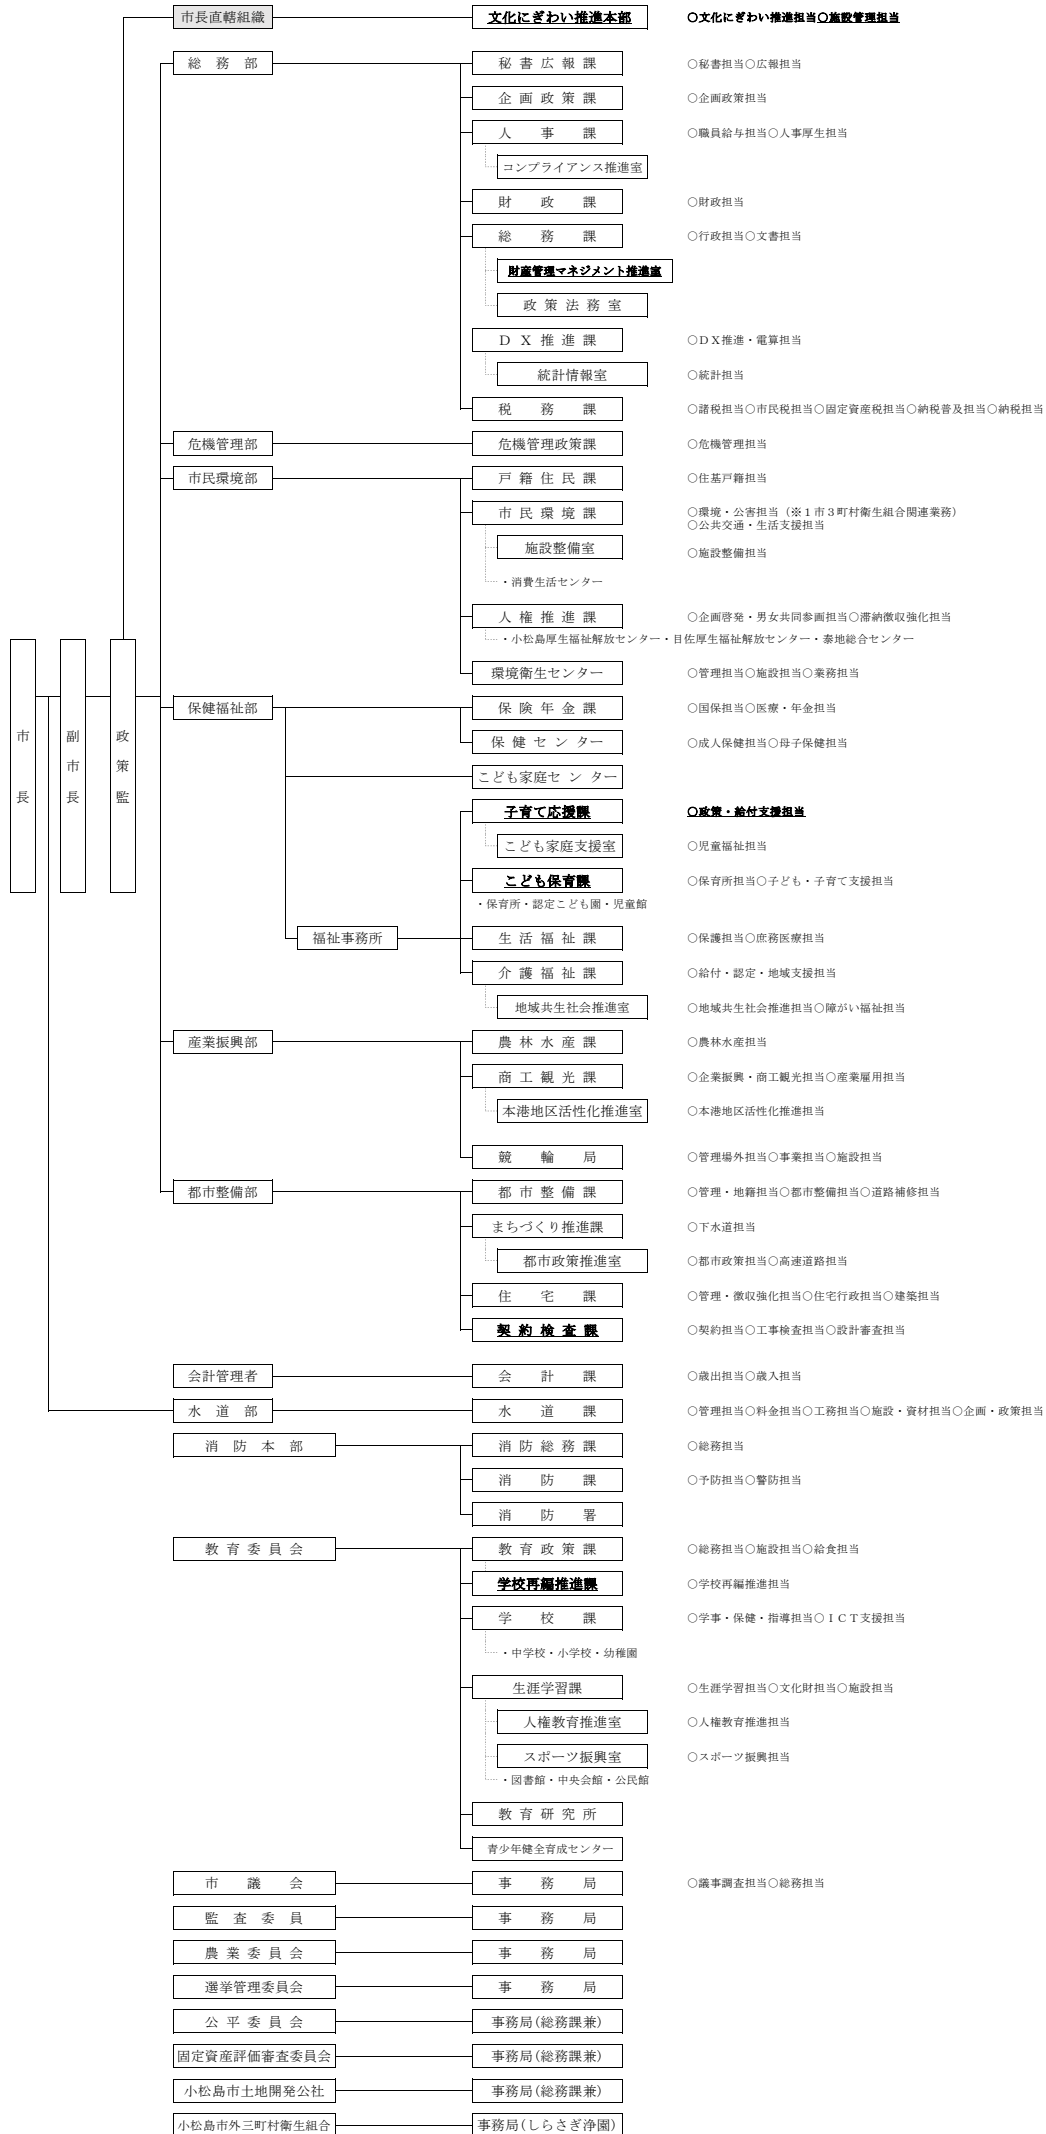 市長直轄組織 文化にぎわい推進本部 ○文化にぎわい推進担当○施設管理担当
総務部 秘書広報課 ○秘書担当○広報担当
企画政策課 ○企画政策担当
人事課 ○職員給与担当○人事厚生担当
コンプライアンス推進室
財政課 ○財政担当
総務課 ○行政担当○文書担当
財産管理マネジメント推進室
政策法務室
ＤＸ推進課 ○ＤＸ推進・電算担当
統計情報室 ○統計担当
税務課 ○諸税担当○市民税担当○固定資産税担当○納税普及担当○納税担当
危機管理部 危機管理政策課 ○危機管理担当
市民環境部 戸籍住民課 ○住基戸籍担当
市民環境課 ○環境・公害担当（※１市３町村衛生組合関連業務）
○公共交通・生活支援担当
施設整備室 ○施設整備担当
・消費生活センター
人権推進課 ○企画啓発・男女共同参画担当○滞納徴収強化担当
・小松島厚生福祉解放センター・目佐厚生福祉解放センター・泰地総合センター
環境衛生センター ○管理担当○施設担当○業務担当
市長
副市長
政策監
保健福祉部 保険年金課 ○国保担当○医療・年金担当
保健センター ○成人保健担当○母子保健担当
こども家庭センター
子育て応援課 ○政策・給付支援担当
こども家庭支援室 ○児童福祉担当
こども保育課 ○保育所担当○子ども・子育て支援担当
・保育所・認定こども園・児童館
福祉事務所 生活福祉課 ○保護担当○庶務医療担当
介護福祉課 ○給付・認定・地域支援担当
地域共生社会推進室 ○地域共生社会推進担当○障がい福祉担当
産業振興部 農林水産課 ○農林水産担当
商工観光課 ○企業振興・商工観光担当○産業雇用担当
本港地区活性化推進室 ○本港地区活性化推進担当
競輪局 ○管理場外担当○事業担当○施設担当
都市整備部 都市整備課 ○管理・地籍担当○都市整備担当○道路補修担当
まちづくり推進課 ○下水道担当
都市政策推進室 ○都市政策担当○高速道路担当
住宅課 ○管理・徴収強化担当○住宅行政担当○建築担当
契約検査課 ○契約担当○工事検査担当○設計審査担当
会計管理者 会計課 ○歳出担当○歳入担当
水道部 水道課 ○管理担当○料金担当○工務担当○施設・資材担当○企画・政策担当
消防本部 消防総務課 ○総務担当
消防課 ○予防担当○警防担当
消防署
教育委員会 教育政策課 ○総務担当○施設担当○給食担当
学校再編推進課 ○学校再編推進担当
学校課 ○学事・保健・指導担当○ＩＣＴ支援担当
・中学校・小学校・幼稚園
生涯学習課 ○生涯学習担当○文化財担当○施設担当
人権教育推進室 ○人権教育推進担当
スポーツ振興室 ○スポーツ振興担当
・図書館・中央会館・公民館
教育研究所
青少年健全育成センター
市議会 事務局 ○議事調査担当○総務担当
監査委員 事務局
農業委員会 事務局
選挙管理委員会 事務局
公平委員会 事務局(総務課兼)
固定資産評価審査委員会 事務局(総務課兼)
小松島市土地開発公社 事務局(総務課兼)
小松島市外三町村衛生組合 事務局(しらさぎ浄園)